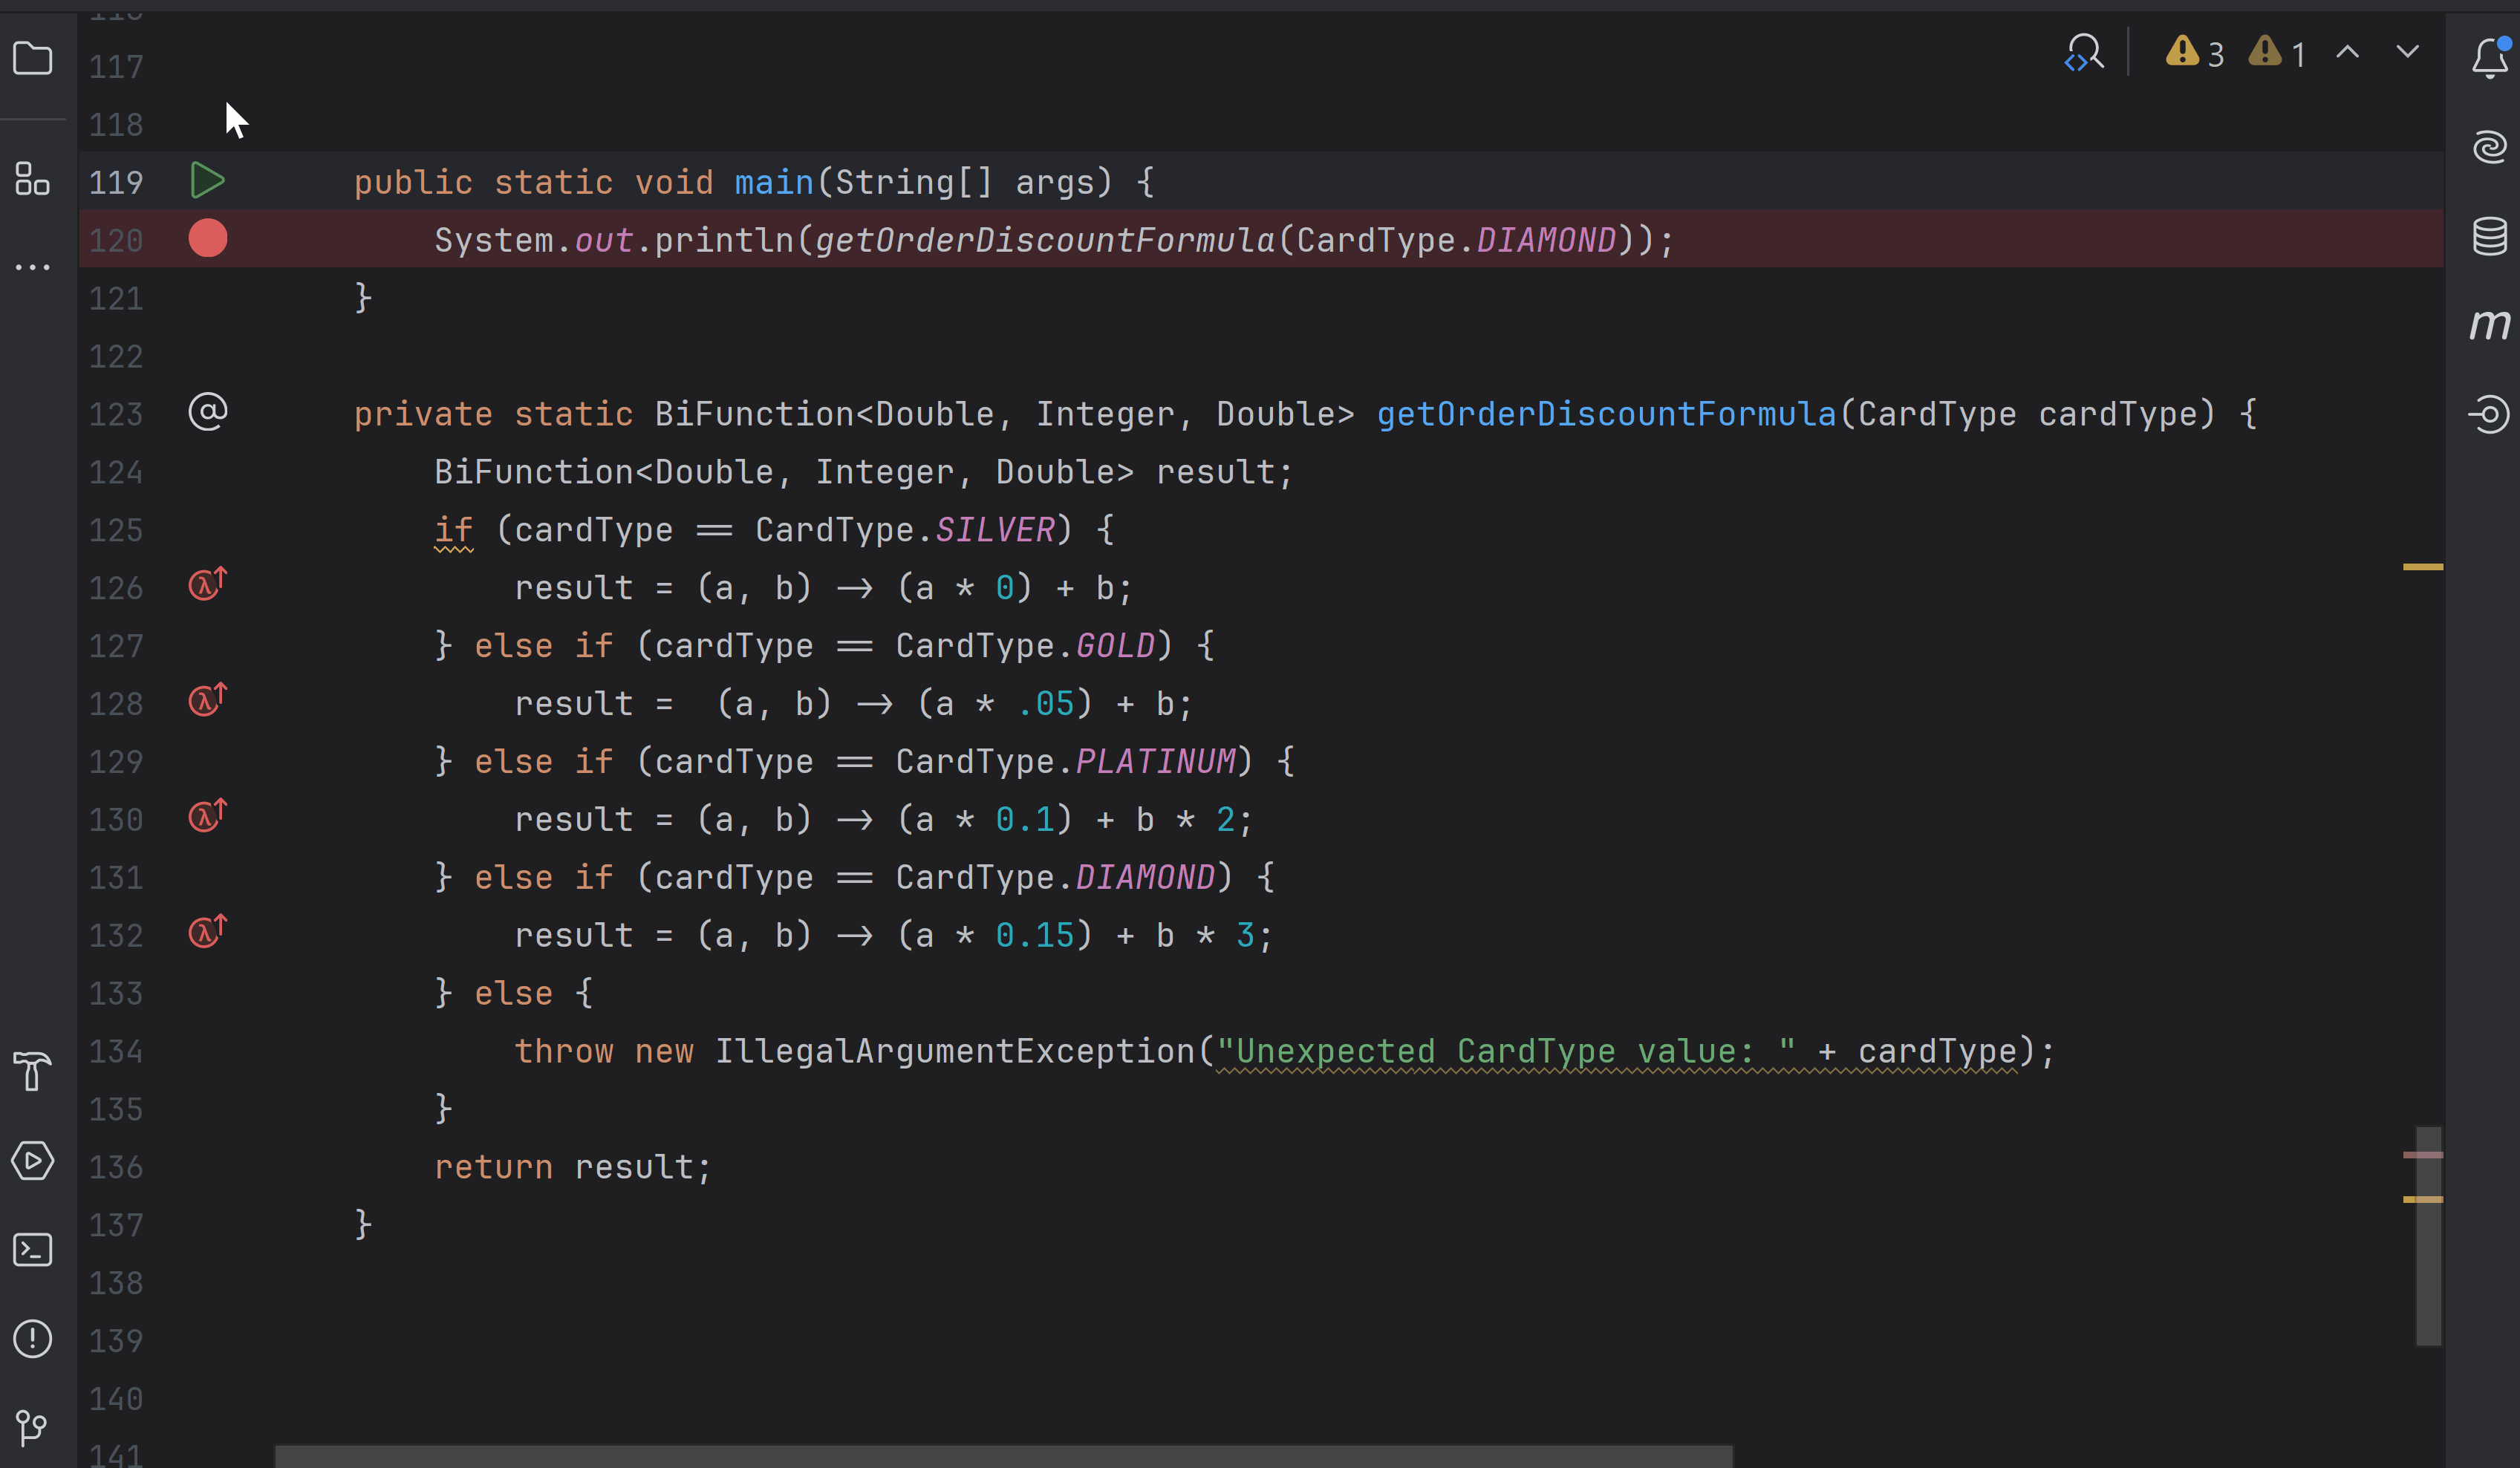 3 1
117
118
119 public static void main(String[] args) {
120 System.out.println(getOrderDiscountFormula(CardType.DIAMOND));
121 }
122
123 @ private static BiFunction<Double, Integer, Double> getOrderDiscountFormula(CardType cardType) {
124 BiFunction<Double, Integer, Double> result;
125 if (cardType == CardType.SILVER) {
126 result = (a, b) -> (a * 0) + b;
127 } else if (cardType == CardType.GOLD) {
128 result =  (a, b) -> (a * .05) + b;
129 } else if (cardType == CardType.PLATINUM) {
130 result = (a, b) -> (a * 0.1) + b * 2;
131 } else if (cardType == CardType.DIAMOND) {
132 result = (a, b) -> (a * 0.15) + b * 3;
133 } else {
134 throw new IllegalArgumentException("Unexpected CardType value: " + cardType);
135 }
136 return result;
137 }
138
139
140
141
m